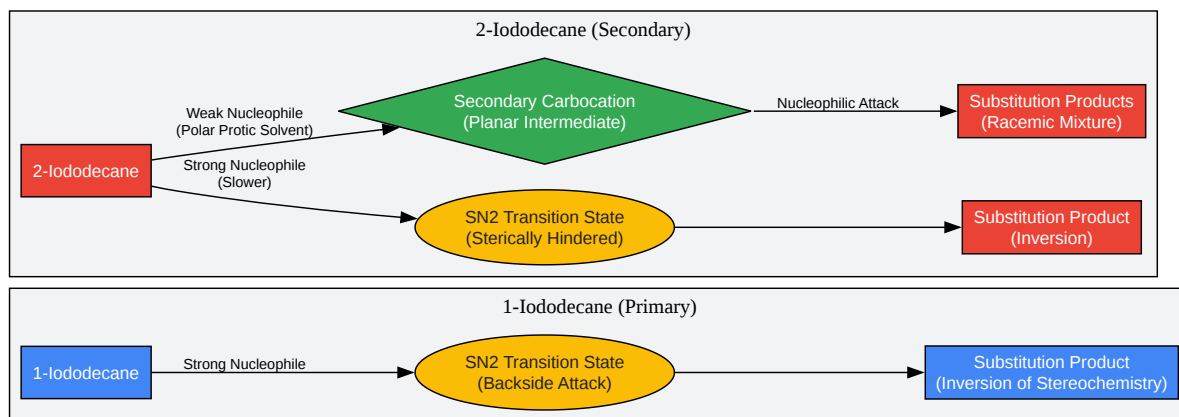 2-Iododecane (Secondary)
2-Iododecane
Weak Nucleophile
(Polar Protic Solvent)
Strong Nucleophile
(Slower)
Secondary Carbocation
(Planar Intermediate)
Nucleophilic Attack
Substitution Products
(Racemic Mixture)
SN2 Transition State
(Sterically Hindered)
Substitution Product
(Inversion)
1-Iododecane (Primary)
1-Iododecane
Strong Nucleophile
SN2 Transition State
(Backside Attack)
Substitution Product
(Inversion of Stereochemistry)